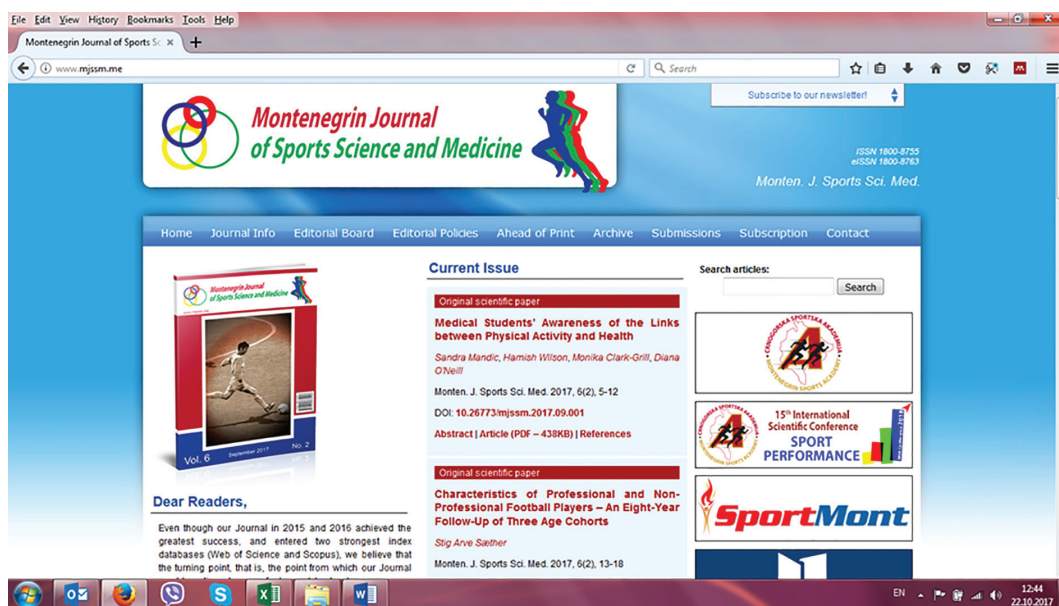 File Edit View History Bookmarks Tools Help
Montenegrin Journal of Sports Sc
www.mjssm.me
Search
Montenegrin Journal
of Sports Science and Medicine
Subscribe to our newsletter!
ISSN 1800-8755
eISSN 1800-8763
Monten. J. Sports Sci. Med.
Home Journal Info Editorial Board Editorial Policies Ahead of Print Archive Submissions Subscription Contact
Montenegrin Journal
of Sports Science and Medicine
Vol. 6 September 2017 No. 2
Dear Readers,
Even though our Journal in 2015 and 2016 achieved the
greatest success, and entered two strongest index
databases (Web of Science and Scopus), we believe that
the turning point, that is, the point from which our Journal
Current Issue
Original scientific paper
Medical Students' Awareness of the Links
between Physical Activity and Health
Sandra Mandic, Hamish Wilson, Monika Clark-Grill, Diana
O'Neill
Monten. J. Sports Sci. Med. 2017, 6(2), 5-12
DOI: 10.26773/mjssm.2017.09.001
Abstract | Article (PDF – 438KB) | References
Original scientific paper
Characteristics of Professional and Non-
Professional Football Players – An Eight-Year
Follow-Up of Three Age Cohorts
Stig Arve Sæther
Monten. J. Sports Sci. Med. 2017, 6(2), 13-18
Search articles:
Search
CRNOGORSKA SPORTSKA AKADEMIJA
MONTENEGRIN SPORTS ACADEMY
15th International
Scientific Conference
SPORT
PERFORMANCE
SportMont
EN
12:44
22.10.2017